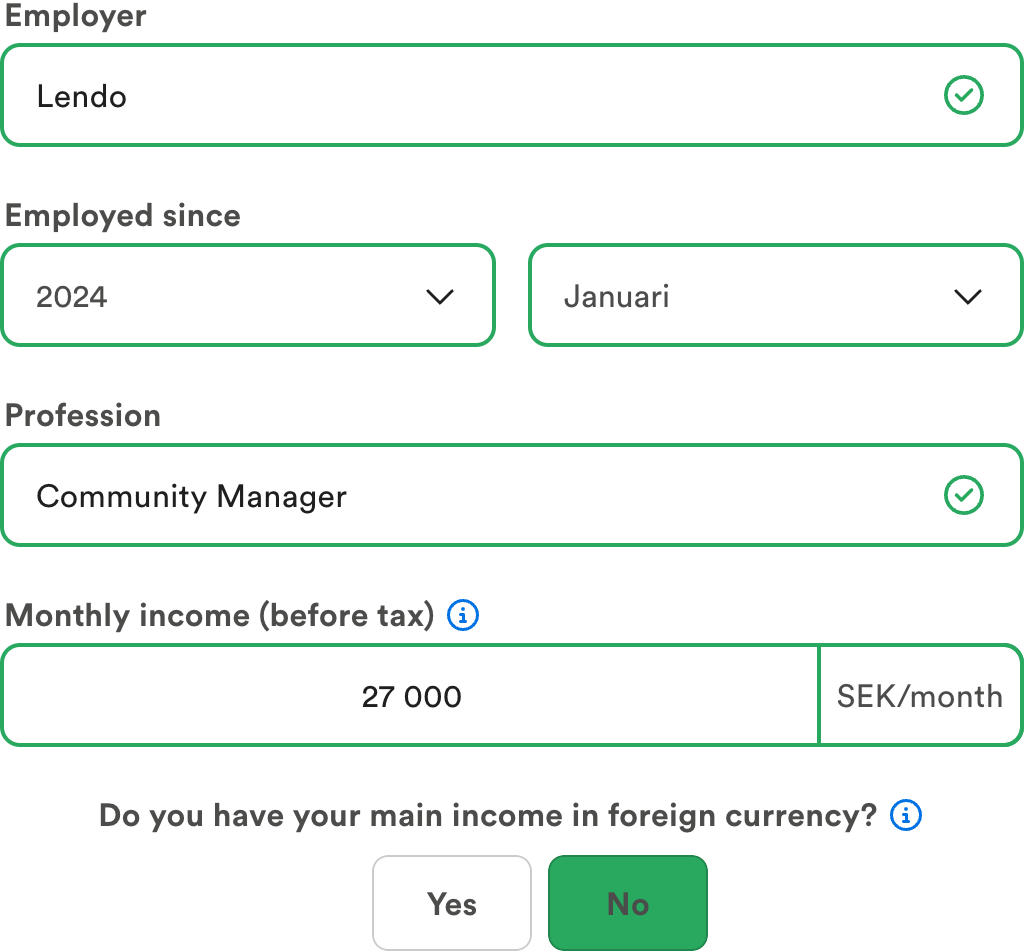 Employer
Lendo
Employed since
2024 Januari
Profession
Community Manager
Monthly income (before tax)
27 000 SEK/month
Do you have your main income in foreign currency?
Yes No